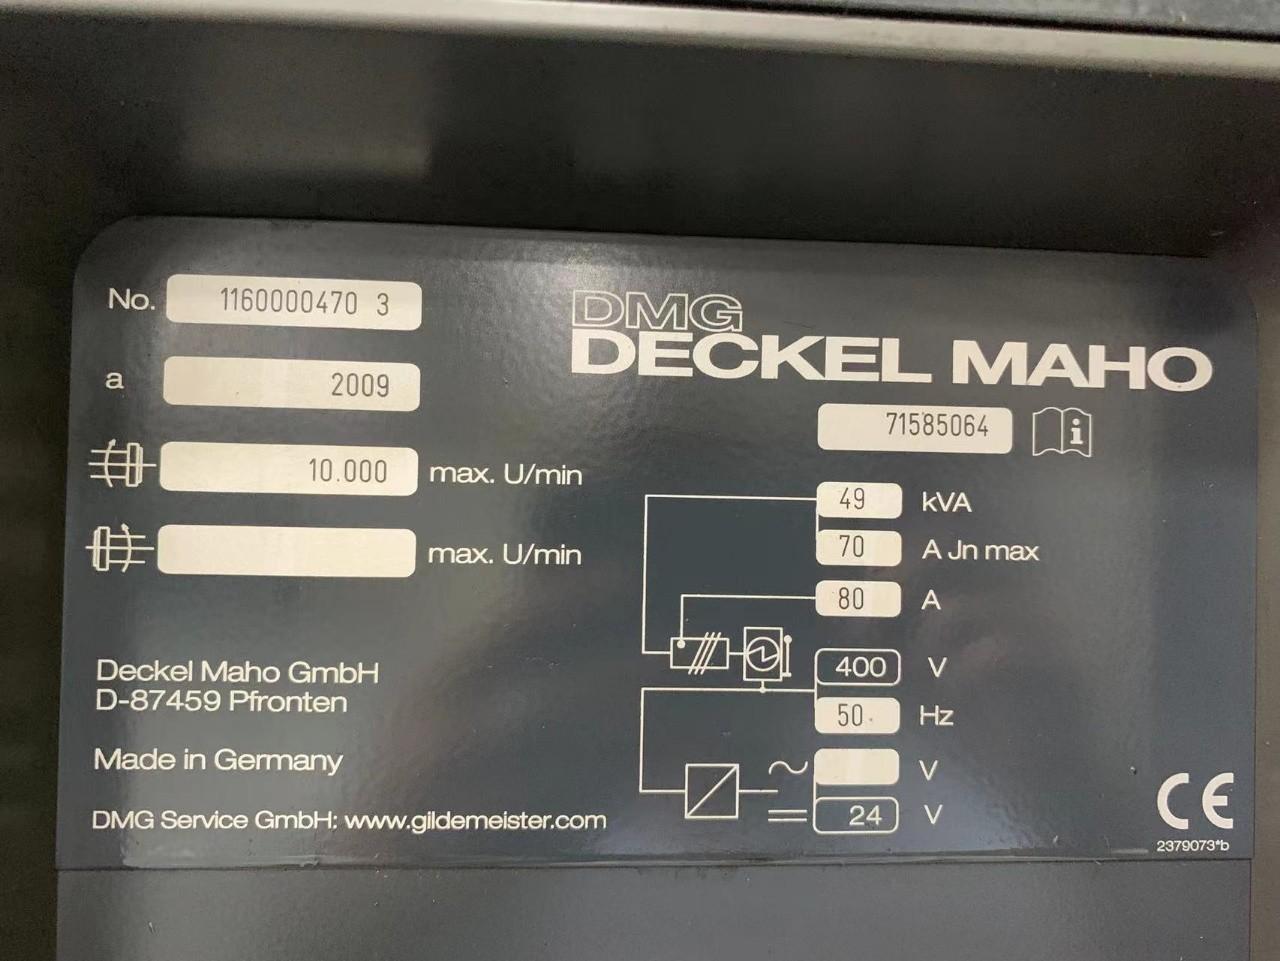 No. 1160000470 3
a 2009
10.000 max. U/min
max. U/min
Deckel Maho GmbH
D-87459 Pfronten
Made in Germany
DMG Service GmbH: www.gildemeister.com
DMG
DECKEL MAHO
71585064 i
49 kVA
70 A Jn max
80 A
400 V
50 Hz
V
24 V
CE
2379073*b